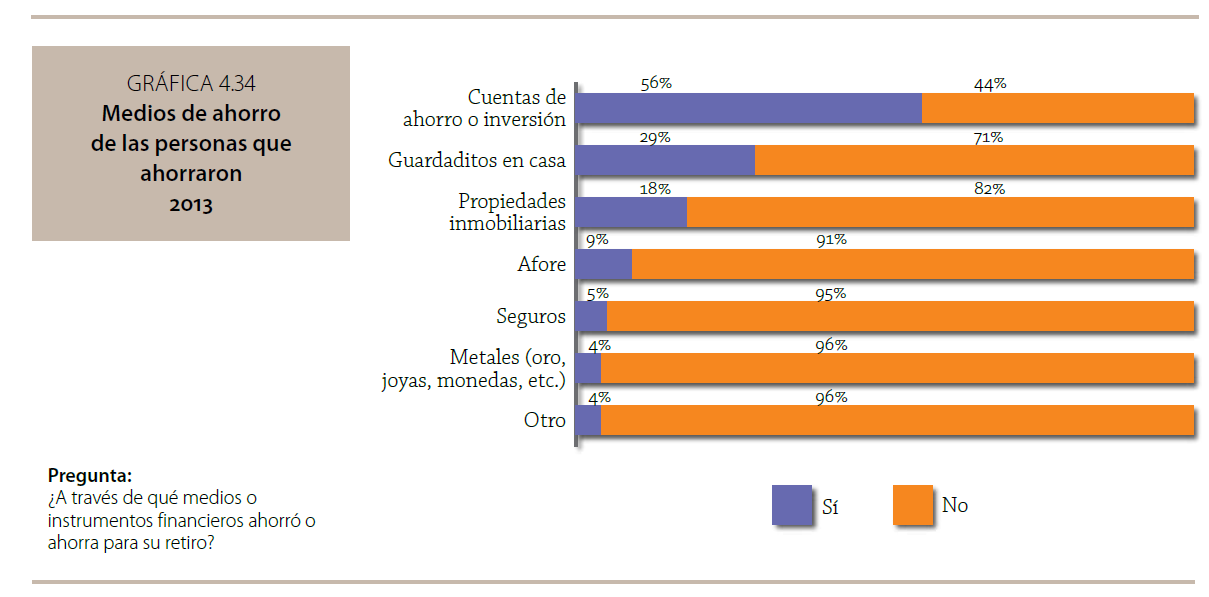 GRÁFICA 4.34
Medios de ahorro
de las personas que
ahorraron
2013
Cuentas de
ahorro o inversión
56%
44%
Guardaditos en casa
29%
71%
Propiedades
inmobiliarias
18%
82%
Afore
9%
91%
Seguros
5%
95%
Metales (oro,
joyas, monedas, etc.)
4%
96%
Otro
4%
96%
Sí
No
Pregunta:
¿A través de qué medios o
instrumentos financieros ahorró o
ahorra para su retiro?